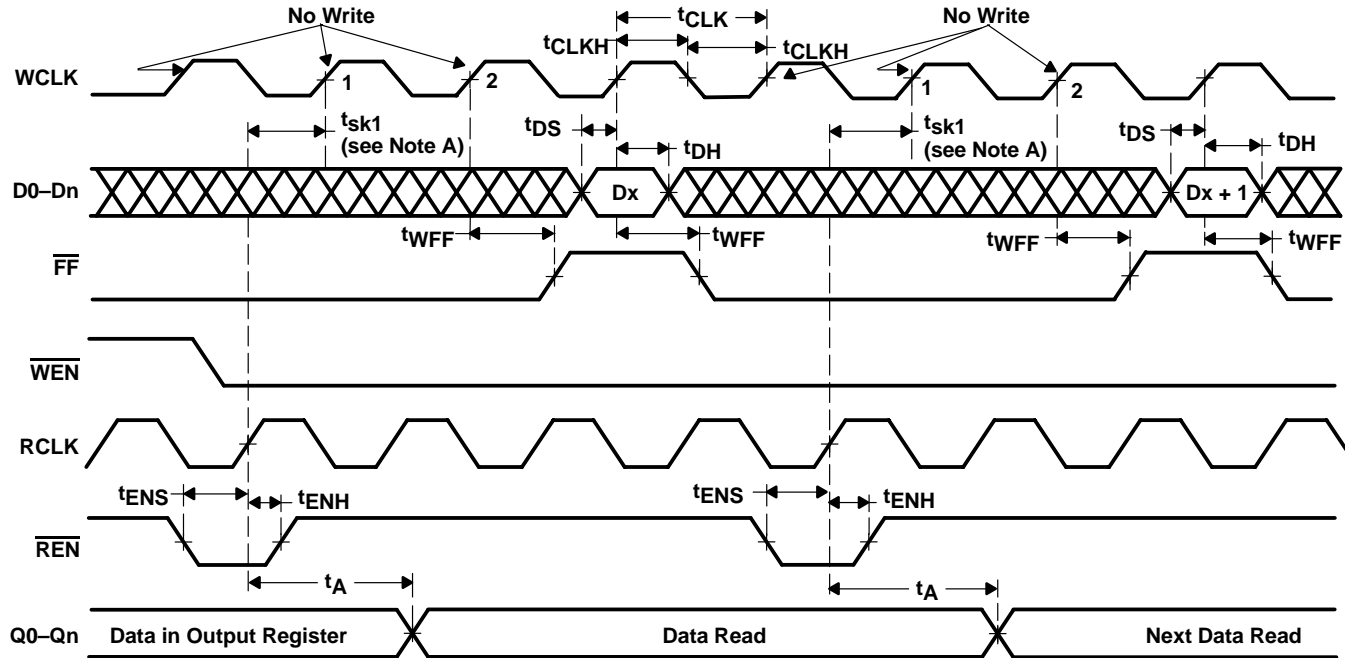 No Write
tCLK
No Write
tCLKH
tCLKH
WCLK
1
2
1
2
tsk1
(see Note A)
tDS
tDH
tsk1
(see Note A)
tDS
tDH
D0–Dn
Dx
Dx + 1
tWFF
tWFF
tWFF
tWFF
FF
WEN
RCLK
tENS
tENH
tENS
tENH
REN
tA
tA
Q0–Qn
Data in Output Register
Data Read
Next Data Read